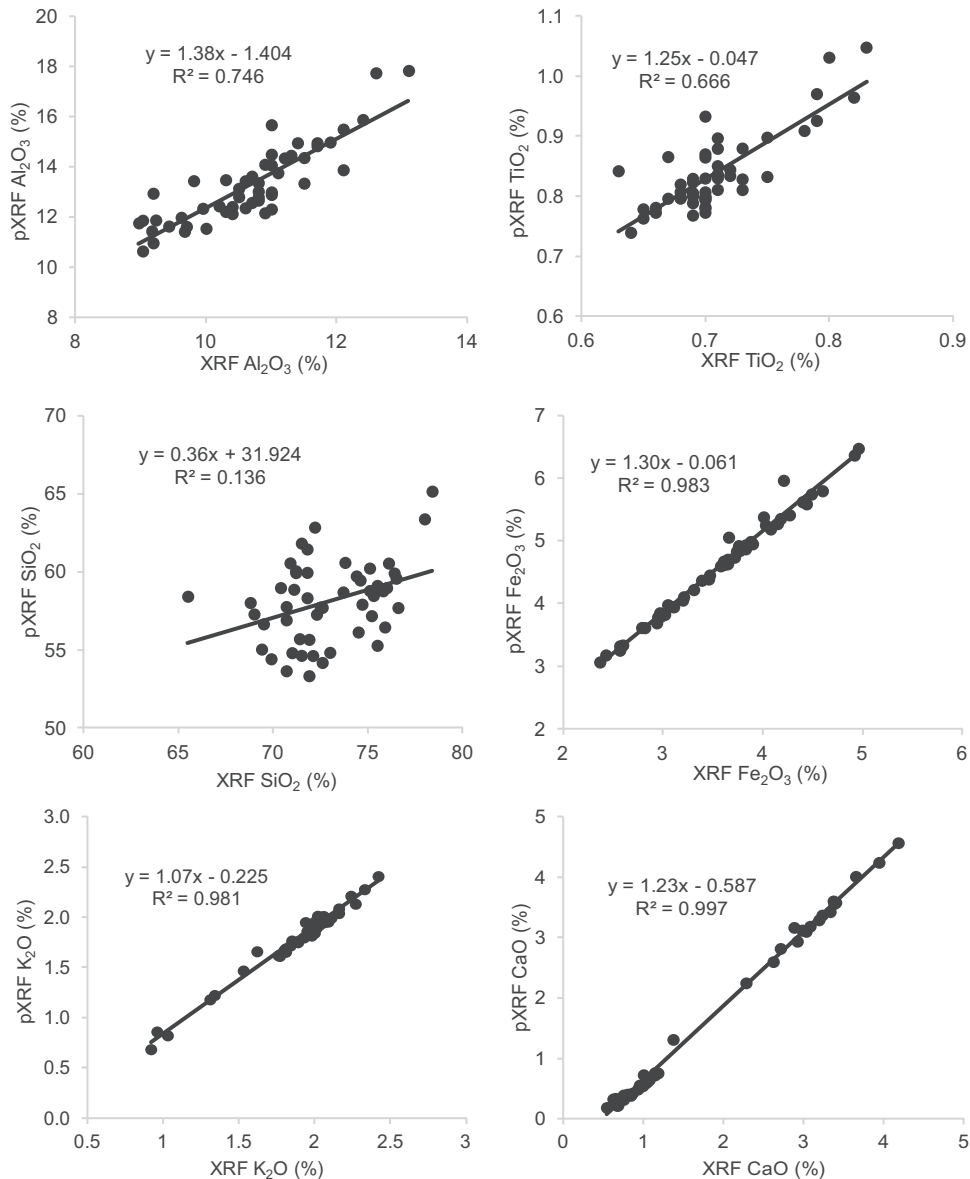 y = 1.38x - 1.404
R² = 0.746
pXRF Al₂O₃ (%)
20
18
16
14
12
10
8
8 10 12 14
XRF Al₂O₃ (%)
y = 1.25x - 0.047
R² = 0.666
pXRF TiO₂ (%)
1.1
1.0
0.9
0.8
0.7
0.6
0.6 0.7 0.8 0.9
XRF TiO₂ (%)
y = 0.36x + 31.924
R² = 0.136
pXRF SiO₂ (%)
70
65
60
55
50
60 65 70 75 80
XRF SiO₂ (%)
y = 1.30x - 0.061
R² = 0.983
pXRF Fe₂O₃ (%)
7
6
5
4
3
2
2 3 4 5 6
XRF Fe₂O₃ (%)
y = 1.07x - 0.225
R² = 0.981
pXRF K₂O (%)
3.0
2.5
2.0
1.5
1.0
0.5
0.0
0.5 1 1.5 2 2.5 3
XRF K₂O (%)
y = 1.23x - 0.587
R² = 0.997
pXRF CaO (%)
5
4
3
2
1
0
0 1 2 3 4 5
XRF CaO (%)